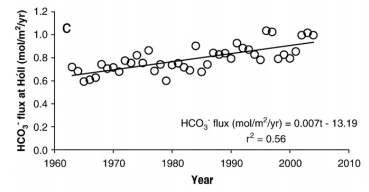 C
HCO₃⁻ flux at Höll (mol/m²/yr)
1.2
1.0
0.8
0.6
0.4
0.2
0.0
HCO₃⁻ flux (mol/m²/yr) = 0.007t - 13.19
r² = 0.56
1960 1970 1980 1990 2000 2010
Year